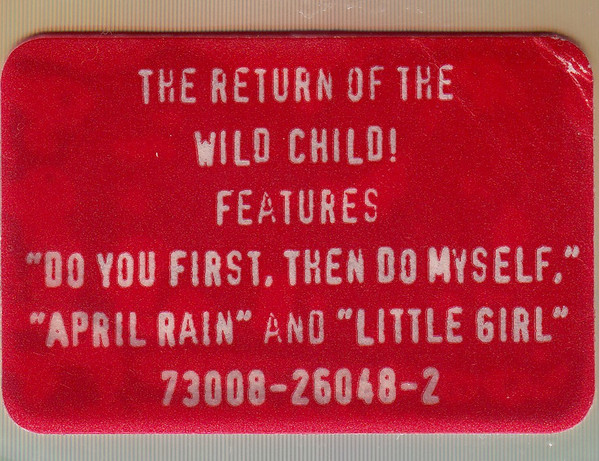 THE RETURN OF THE
WILD CHILD!
FEATURES
"DO YOU FIRST, THEN DO MYSELF,"
"APRIL RAIN" AND "LITTLE GIRL"
73008-26048-2